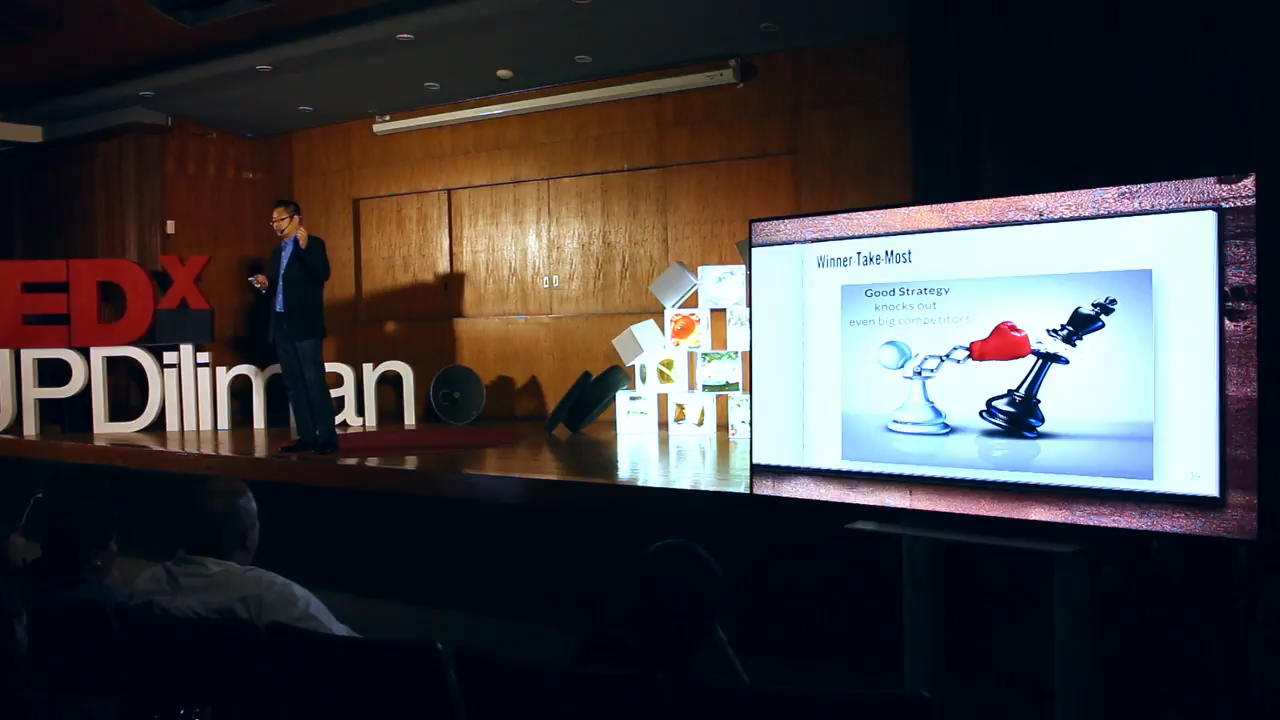 EDx
UPDiliman
Winner-Take-Most
Good Strategy
knocks out
even big competitors